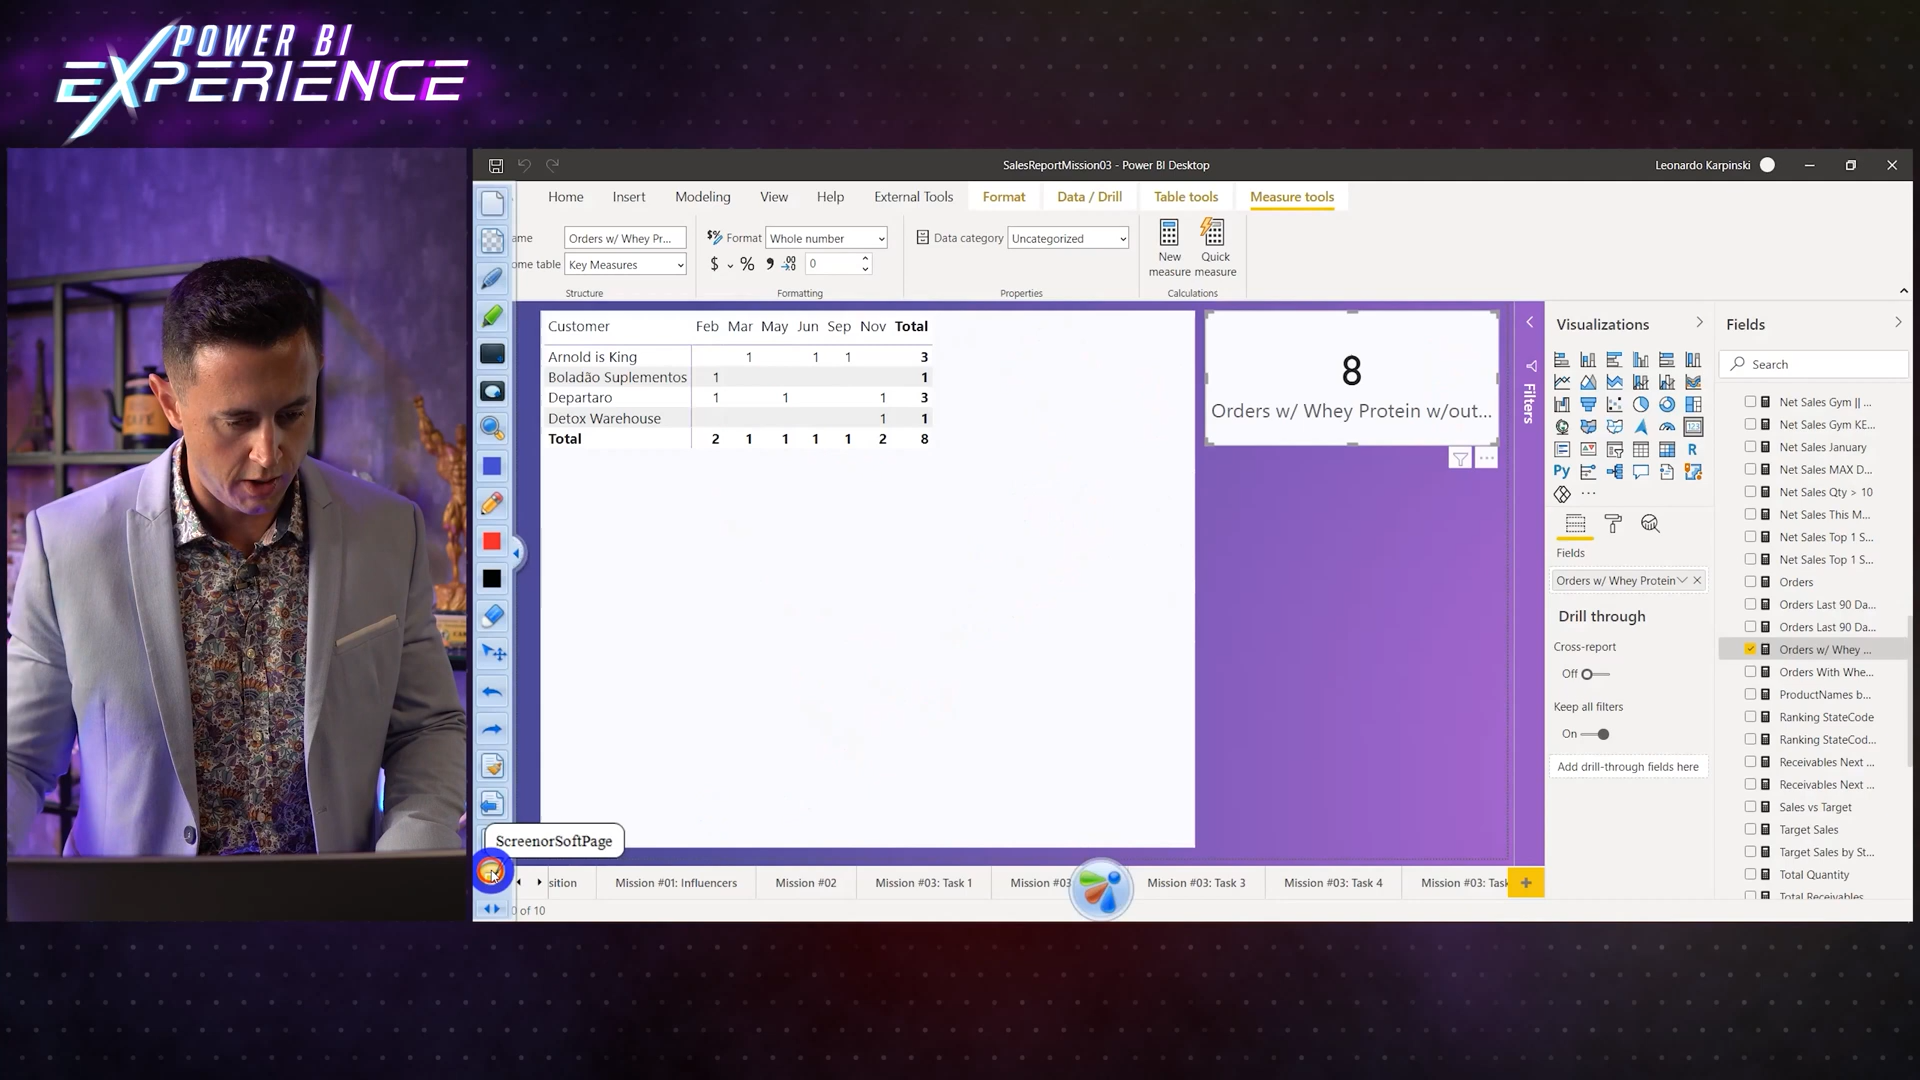 POWER BI
EXPERIENCE
SalesReportMission03 - Power BI Desktop
Leonardo Karpinski
Home Insert Modeling View Help External Tools Format Data / Drill Table tools Measure tools
ame Orders w/ Whey Pr...
ome table Key Measures
Structure
Format Whole number
$ % 0
Formatting
Data category Uncategorized
Properties
New measure
Quick measure
Calculations
Customer Feb Mar May Jun Sep Nov Total
Arnold is King 1 1 1 3
Boladão Suplementos 1 1
Departaro 1 1 1 3
Detox Warehouse 1 1
Total 2 1 1 1 1 2 8
8
Orders w/ Whey Protein w/out...
Filters
Visualizations
R
Py
Fields
Orders w/ Whey Protein
Drill through
Cross-report
Off
Keep all filters
On
Add drill-through fields here
Fields
Search
Net Sales Gym || ...
Net Sales Gym KE...
Net Sales January
Net Sales MAX D...
Net Sales Qty > 10
Net Sales This M...
Net Sales Top 1 S...
Net Sales Top 1 S...
Orders
Orders Last 90 Da...
Orders Last 90 Da...
Orders w/ Whey ...
Orders With Whe...
ProductNames b...
Ranking StateCode
Ranking StateCod...
Receivables Next ...
Receivables Next ...
Sales vs Target
Target Sales
Target Sales by St...
Total Quantity
Total Receivables
ScreenorSoftPage
sition Mission #01: Influencers Mission #02 Mission #03: Task 1 Mission #03 Mission #03: Task 3 Mission #03: Task 4 Mission #03: Task
of 10